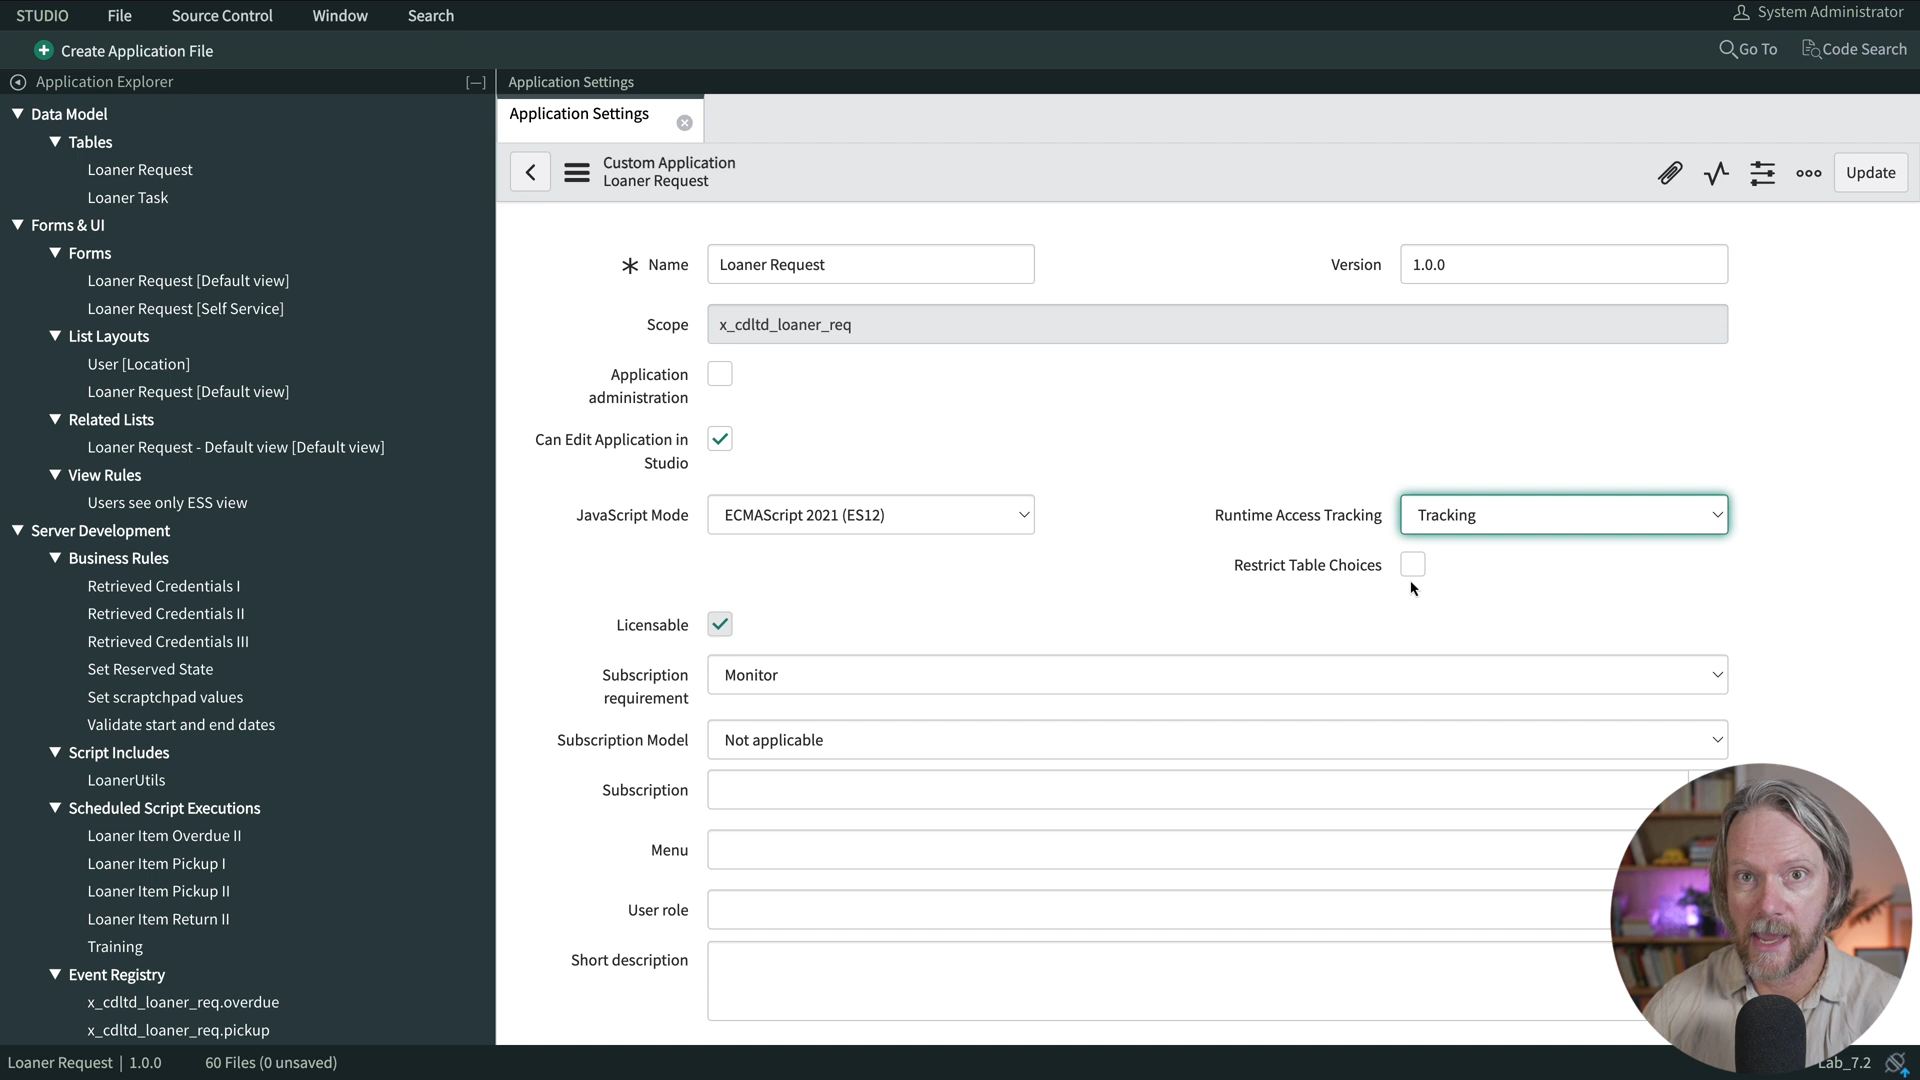 STUDIO File Source Control Window Search
System Administrator
Create Application File
Go To Code Search
Application Explorer [—]
Application Settings
Data Model
Tables
Loaner Request
Loaner Task
Forms & UI
Forms
Loaner Request [Default view]
Loaner Request [Self Service]
List Layouts
User [Location]
Loaner Request [Default view]
Related Lists
Loaner Request - Default view [Default view]
View Rules
Users see only ESS view
Server Development
Business Rules
Retrieved Credentials I
Retrieved Credentials II
Retrieved Credentials III
Set Reserved State
Set scraptchpad values
Validate start and end dates
Script Includes
LoanerUtils
Scheduled Script Executions
Loaner Item Overdue II
Loaner Item Pickup I
Loaner Item Pickup II
Loaner Item Return II
Training
Event Registry
x_cdltd_loaner_req.overdue
x_cdltd_loaner_req.pickup
Application Settings
Custom Application
Loaner Request
Update
Name Loaner Request
Version 1.0.0
Scope x_cdltd_loaner_req
Application
administration
Can Edit Application in
Studio
JavaScript Mode ECMAScript 2021 (ES12)
Runtime Access Tracking Tracking
Restrict Table Choices
Licensable
Subscription
requirement
Monitor
Subscription Model Not applicable
Subscription
Menu
User role
Short description
Loaner Request | 1.0.0 60 Files (0 unsaved)
Lab_7.2